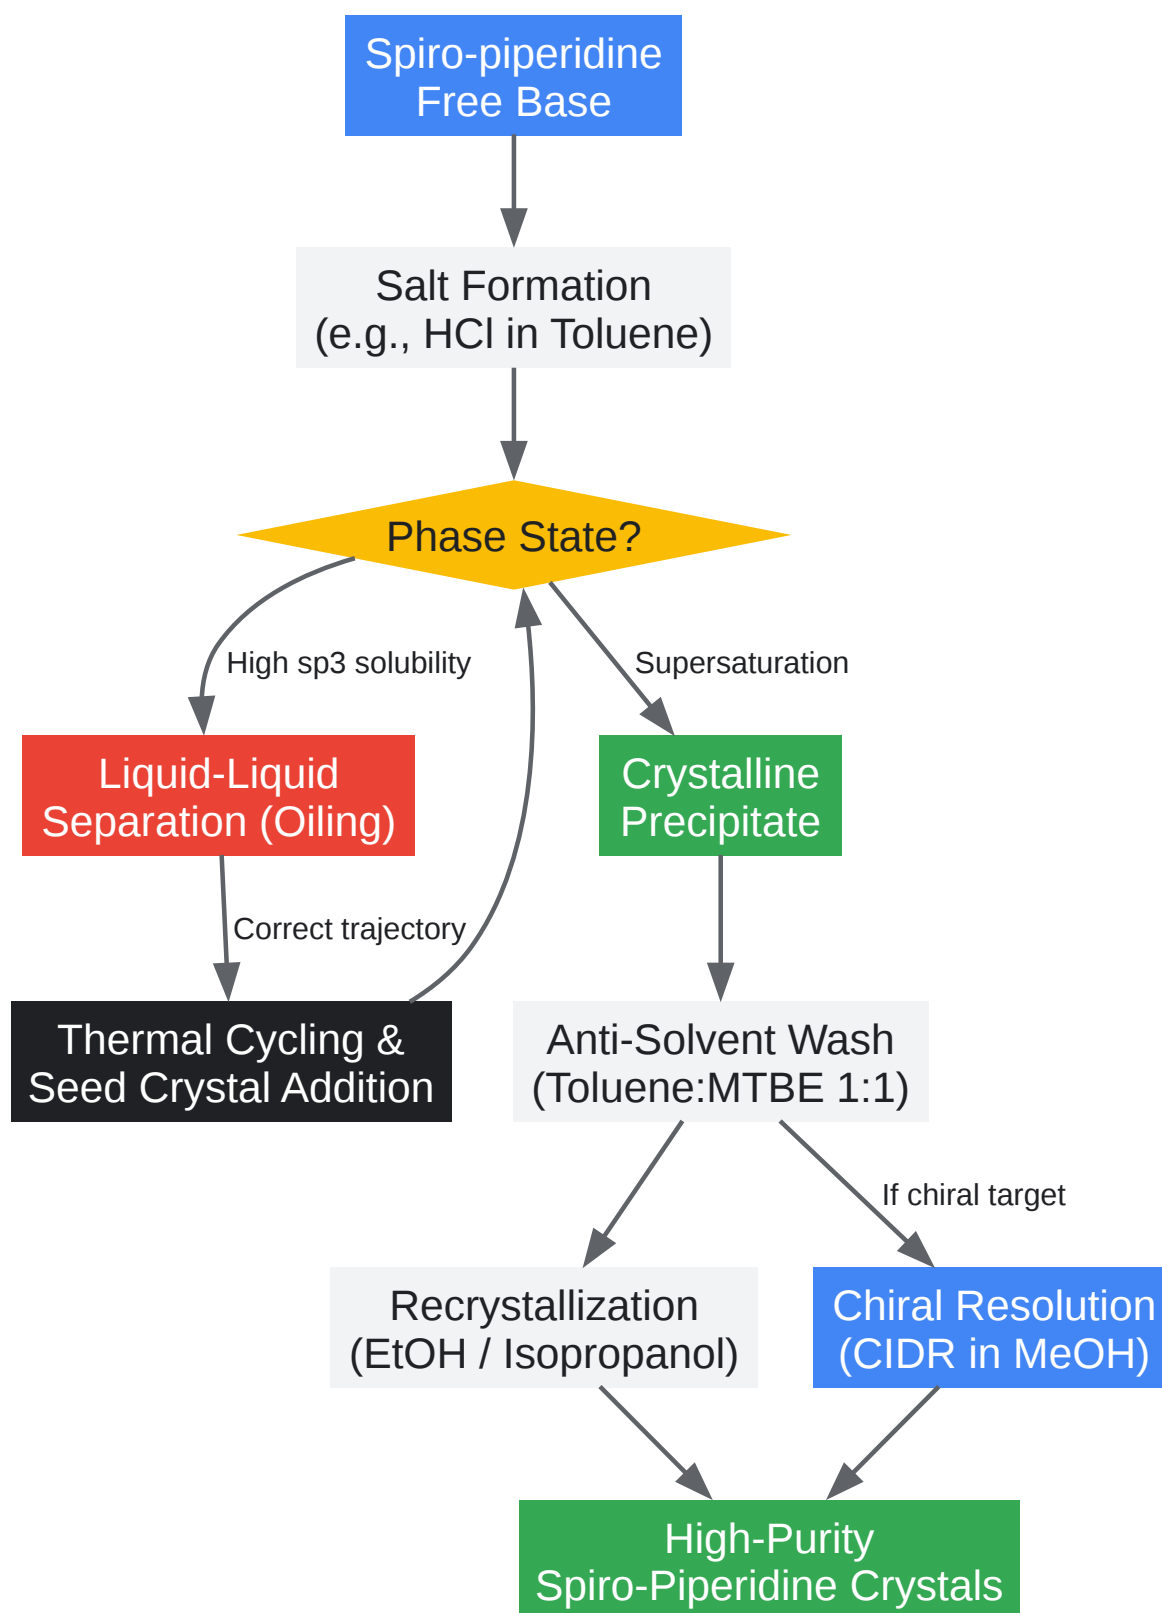 Spiro-piperidine
Free Base
Salt Formation
(e.g., HCl in Toluene)
Phase State?
High sp3 solubility
Supersaturation
Liquid-Liquid
Separation (Oiling)
Crystalline
Precipitate
Correct trajectory
Thermal Cycling &
Seed Crystal Addition
Anti-Solvent Wash
(Toluene:MTBE 1:1)
If chiral target
Recrystallization
(EtOH / Isopropanol)
Chiral Resolution
(CIDR in MeOH)
High-Purity
Spiro-Piperidine Crystals